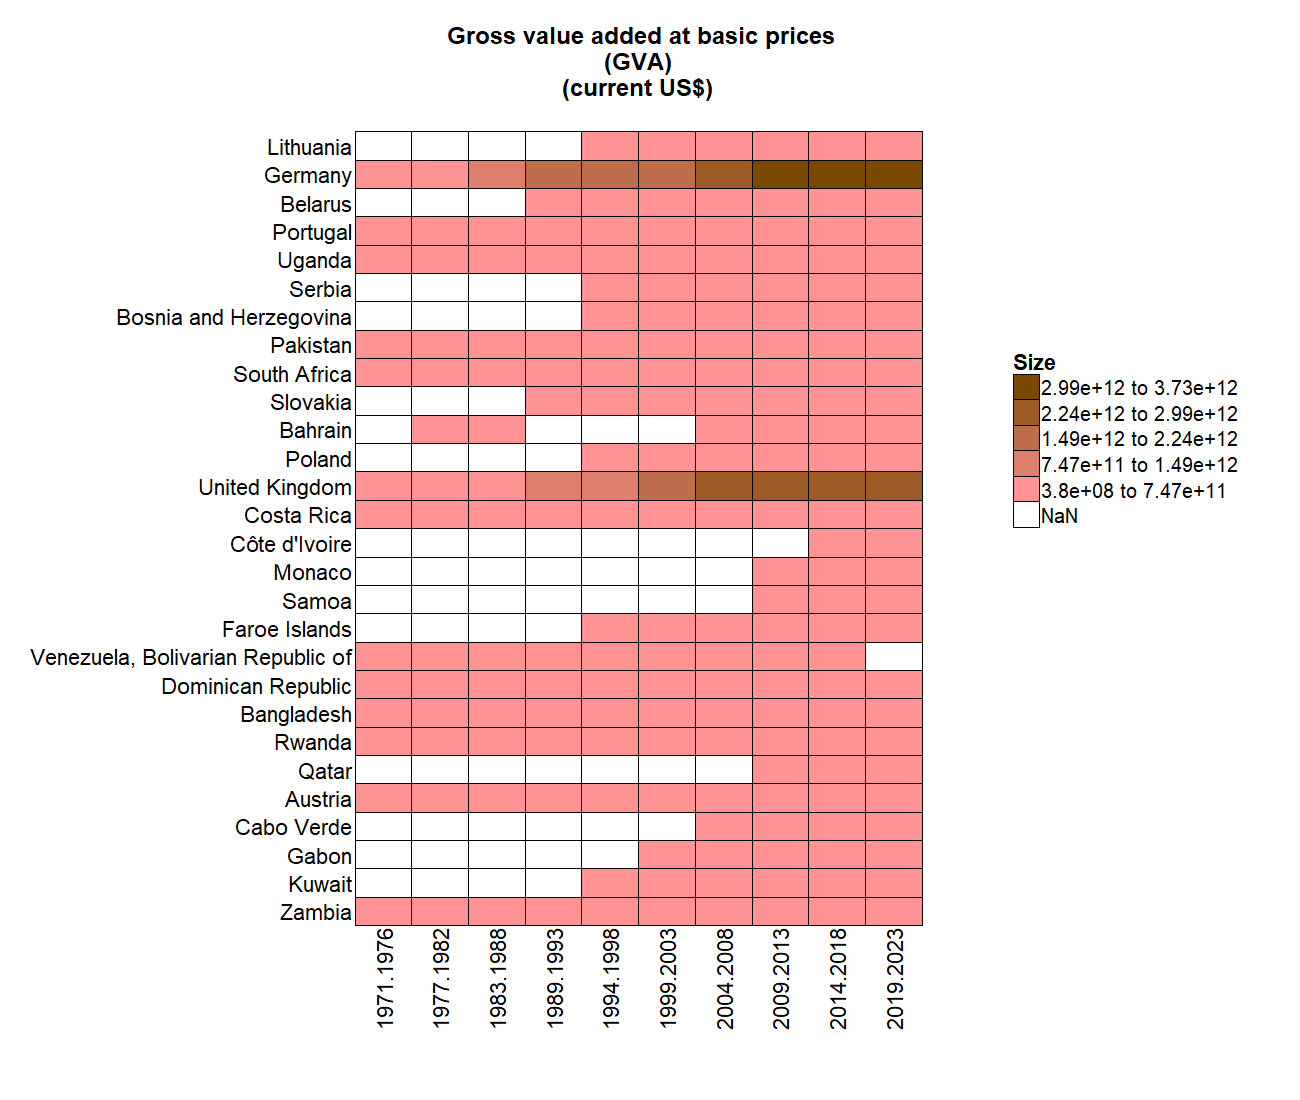 Gross value added at basic prices
(GVA)
(current US$)
Lithuania
Germany
Belarus
Portugal
Uganda
Serbia
Bosnia and Herzegovina
Pakistan
South Africa
Slovakia
Bahrain
Poland
United Kingdom
Costa Rica
Côte d'Ivoire
Monaco
Samoa
Faroe Islands
Venezuela, Bolivarian Republic of
Dominican Republic
Bangladesh
Rwanda
Qatar
Austria
Cabo Verde
Gabon
Kuwait
Zambia
1971.1976
1977.1982
1983.1988
1989.1993
1994.1998
1999.2003
2004.2008
2009.2013
2014.2018
2019.2023
Size
2.99e+12 to 3.73e+12
2.24e+12 to 2.99e+12
1.49e+12 to 2.24e+12
7.47e+11 to 1.49e+12
3.8e+08 to 7.47e+11
NaN